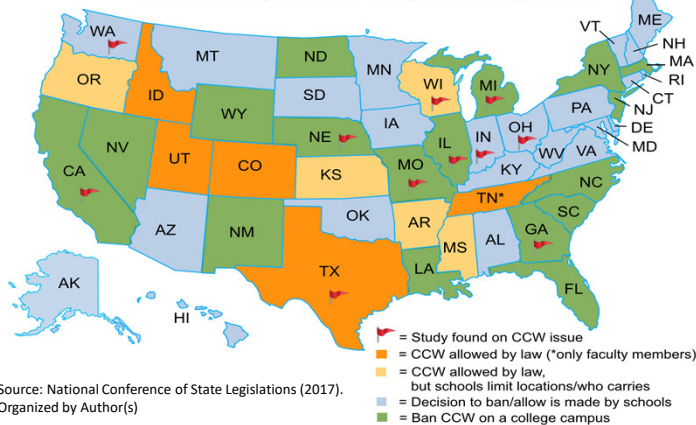 WA
MT
ND
MN
VT
ME
NH
MA
RI
CT
NJ
DE
MD
OR
ID
WY
SD
WI
MI
NY
PA
NV
UT
CO
NE
IA
IL
IN
OH
WV
VA
CA
KS
MO
KY
NC
TN*
SC
AZ
NM
OK
AR
MS
AL
GA
TX
LA
FL
AK
HI
= Study found on CCW issue
= CCW allowed by law (*only faculty members)
= CCW allowed by law,
but schools limit locations/who carries
= Decision to ban/allow is made by schools
= Ban CCW on a college campus
Source: National Conference of State Legislations (2017).
Organized by Author(s)